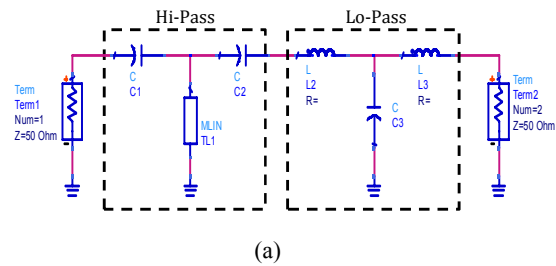 Hi-Pass
Lo-Pass
Term
Term1
Num=1
Z=50 Ohm
C
C1
MLIN
TL1
C
C2
L
L2
R=
C
C3
L
L3
R=
Term
Term2
Num=2
Z=50 Ohm
(a)